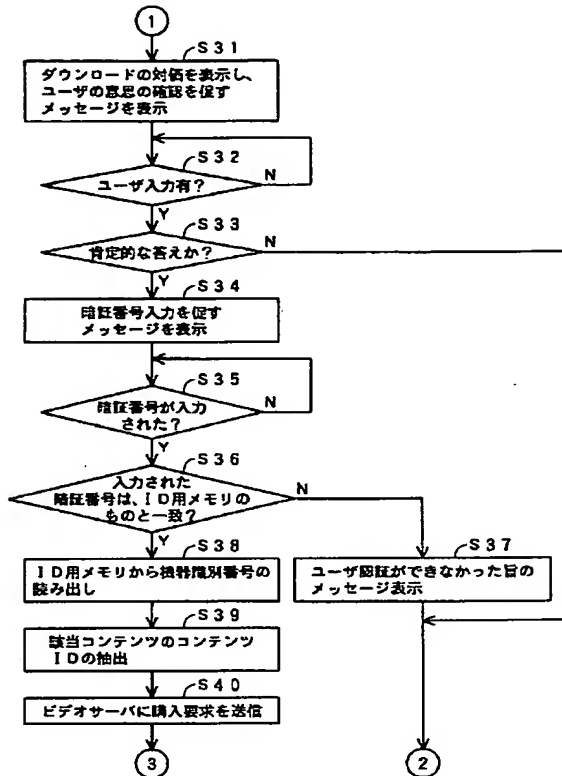 1
S31
ダウンロードの対価を表示し、
ユーザの意思の確認を促す
メッセージを表示
S32
ユーザ入力有?
N
Y
S33
肯定的な答えか?
N
Y
S34
暗証番号入力を促す
メッセージを表示
S35
暗証番号が入力
された?
N
Y
S36
入力された
暗証番号は、ID用メモリの
ものと一致?
N
Y
S38
ID用メモリから機器識別番号の
読み出し
S37
ユーザ認証ができなかった旨の
メッセージ表示
S39
該当コンテンツのコンテンツ
IDの抽出
S40
ビデオサーバに購入要求を送信
3
2